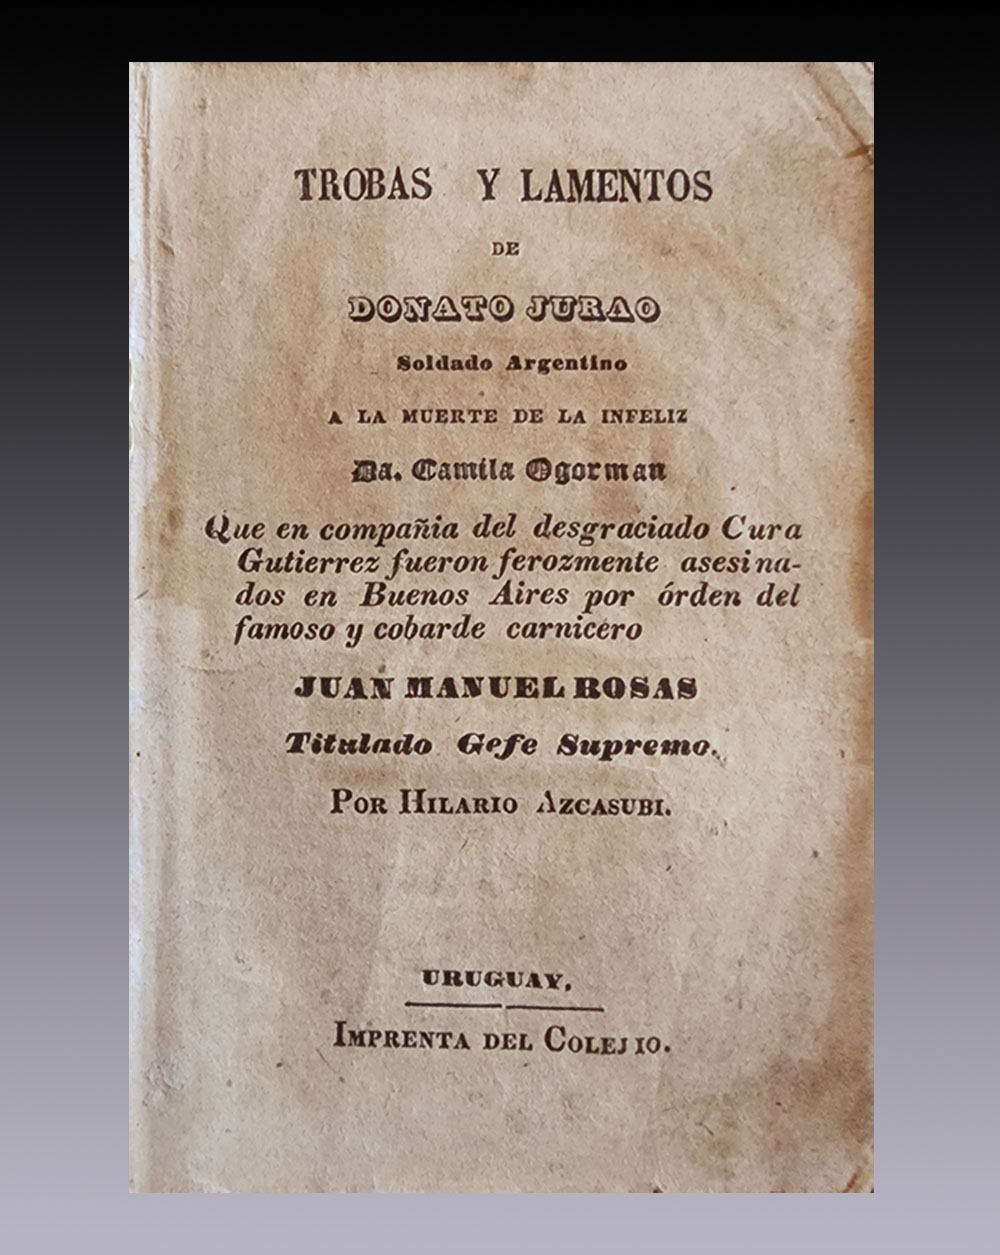 TROBAS Y LAMENTOS
DE
DONATO JURAO
Soldado Argentino
A LA MUERTE DE LA INFELIZ
Da. Camila Ogorman
Que en compañia del desgraciado Cura
Gutierrez fueron ferozmente asesina-
dos en Buenos Aires por órden del
famoso y cobarde carnicero
JUAN MANUEL ROSAS
Titulado Gefe Supremo.
POR HILARIO AZCASUBI.
URUGUAY,
IMPRENTA DEL COLEJIO.